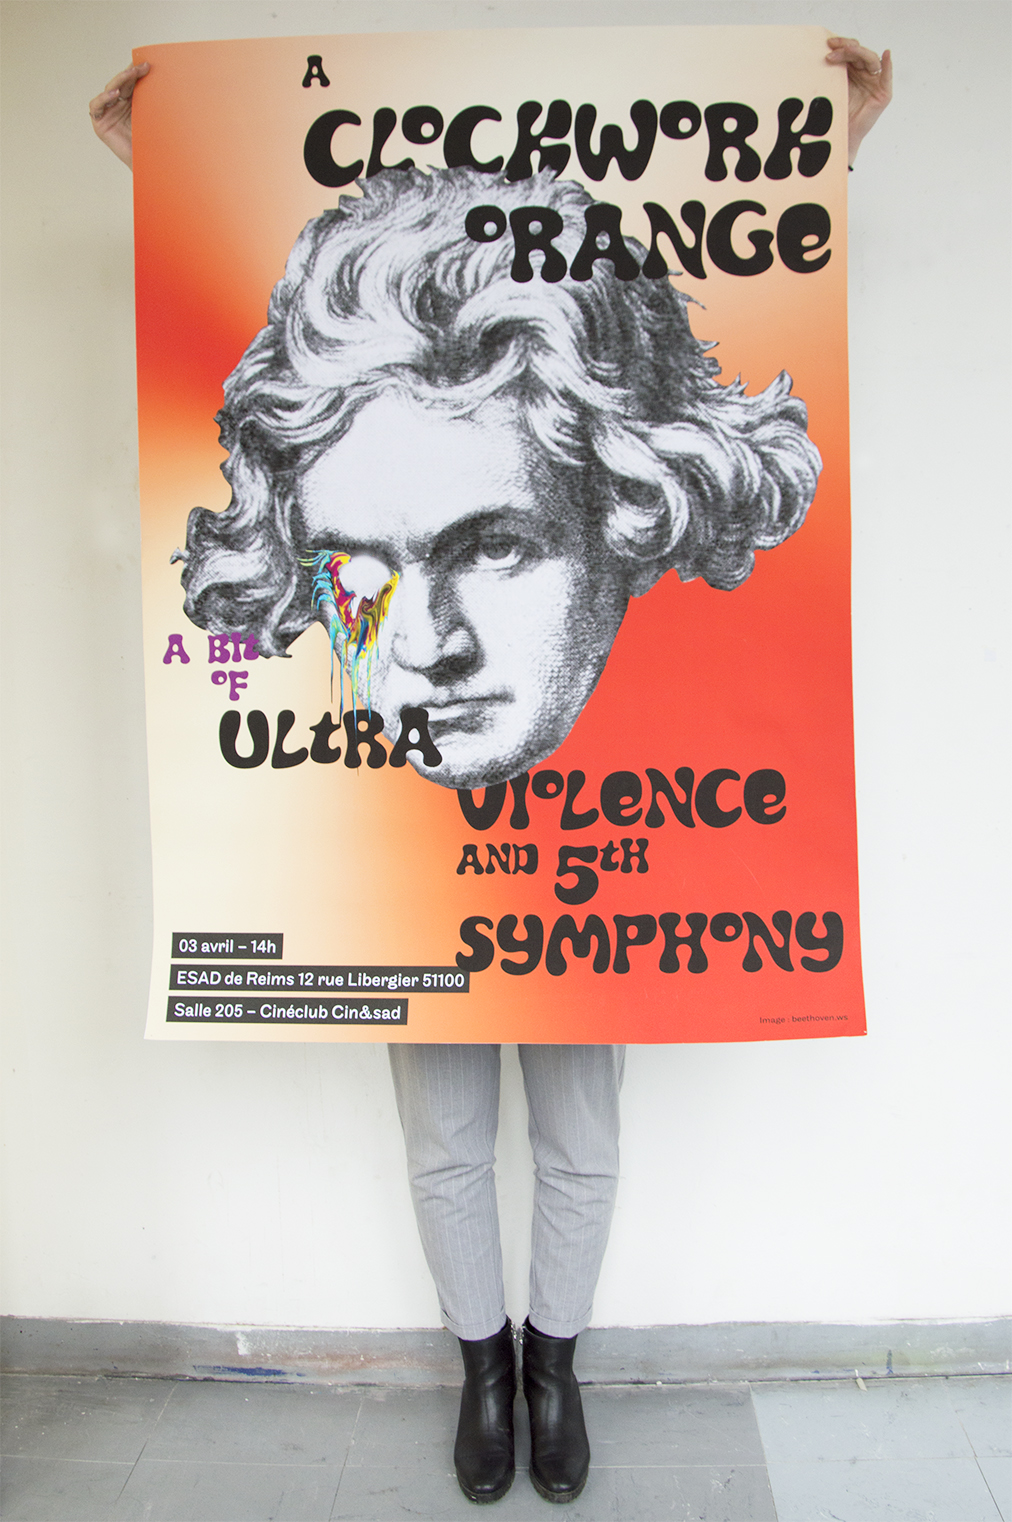 A
CLOCKWORK
ORANGE
A Bit
OF
ULtRA
ViOLeNCe
AND 5tH
SYMPHONY
03 avril – 14h
ESAD de Reims 12 rue Libergier 51100
Salle 205 – Cinéclub Cin&sad
Image : beethoven.ws